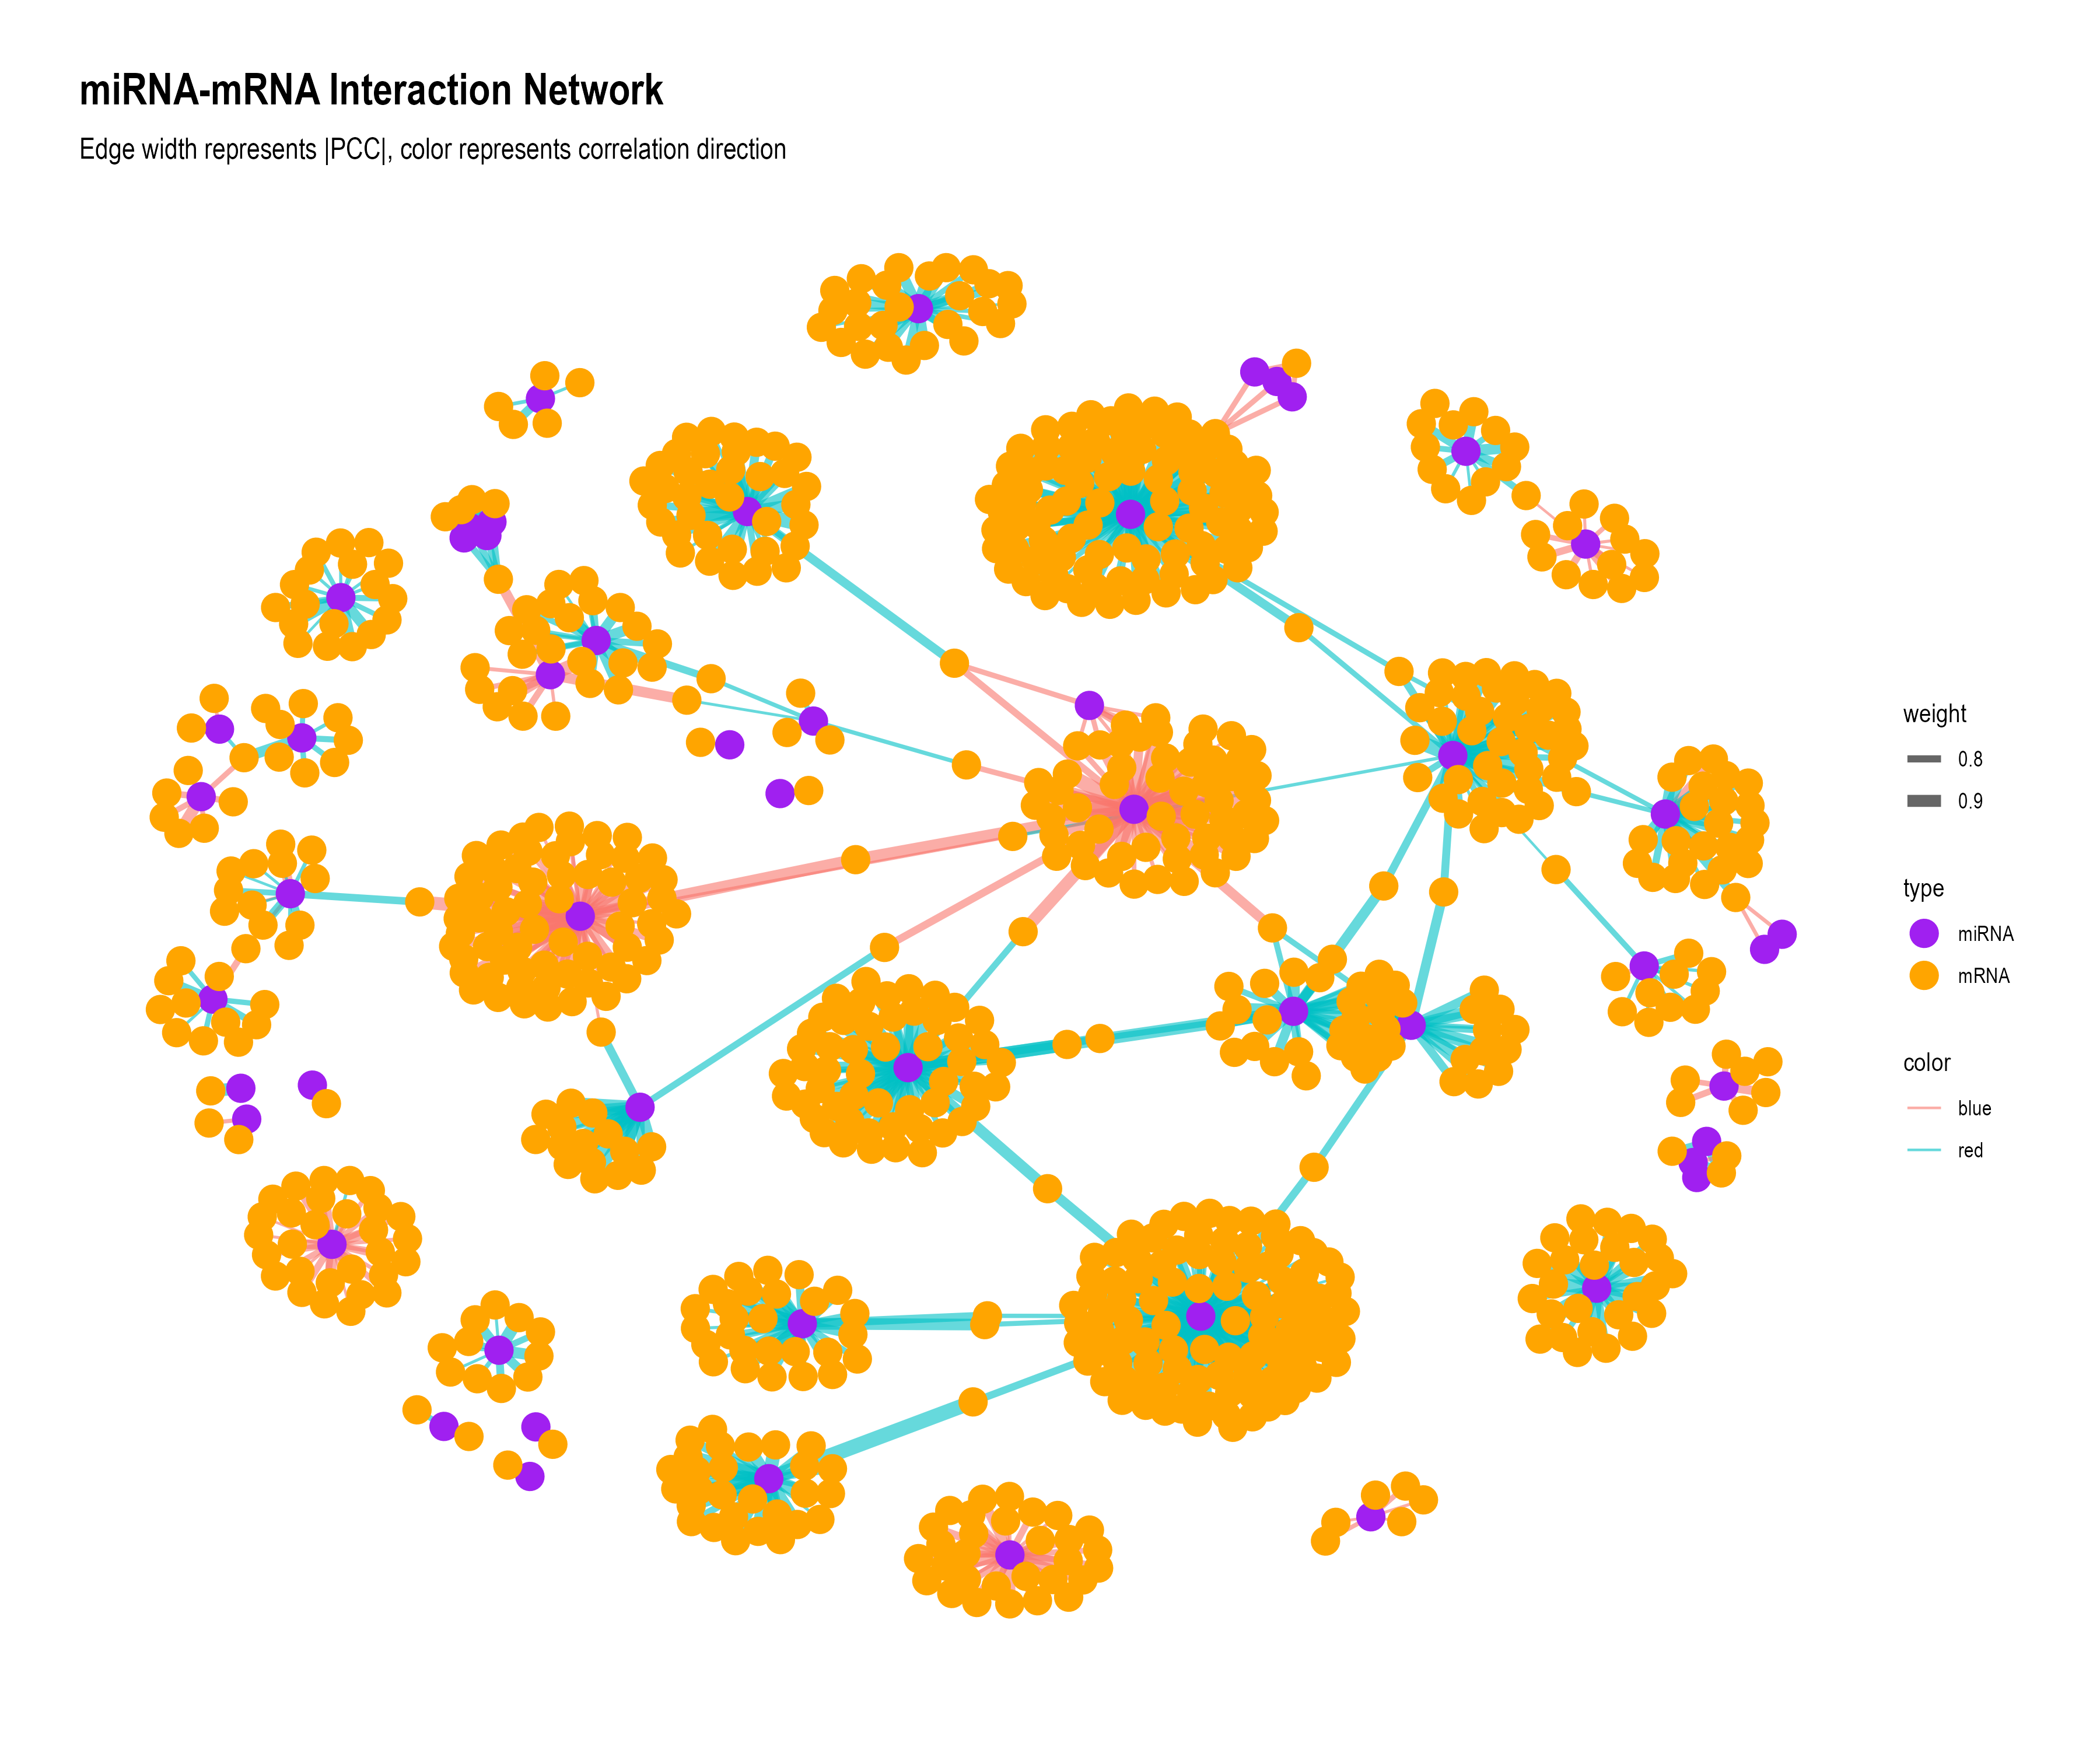 miRNA-mRNA Interaction Network
Edge width represents |PCC|, color represents correlation direction
weight
0.8
0.9
type
miRNA
mRNA
color
blue
red